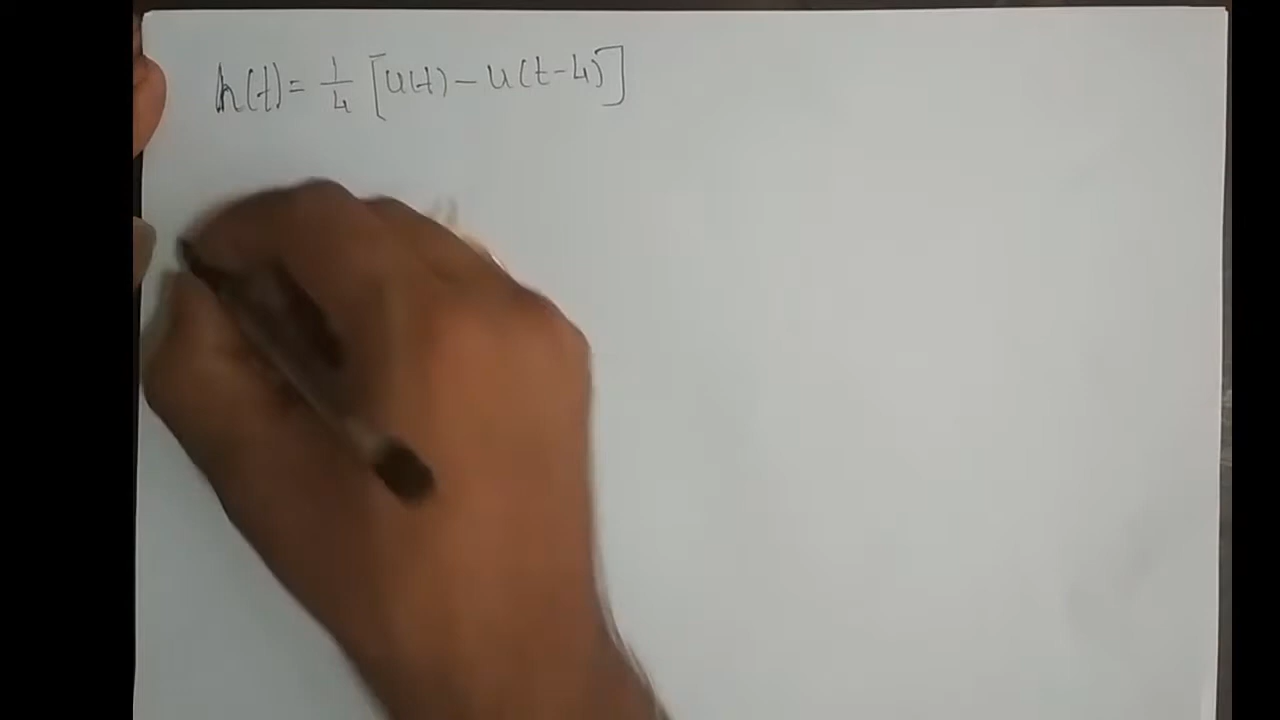 h(t) = 1/4 [u(t) - u(t-4)]